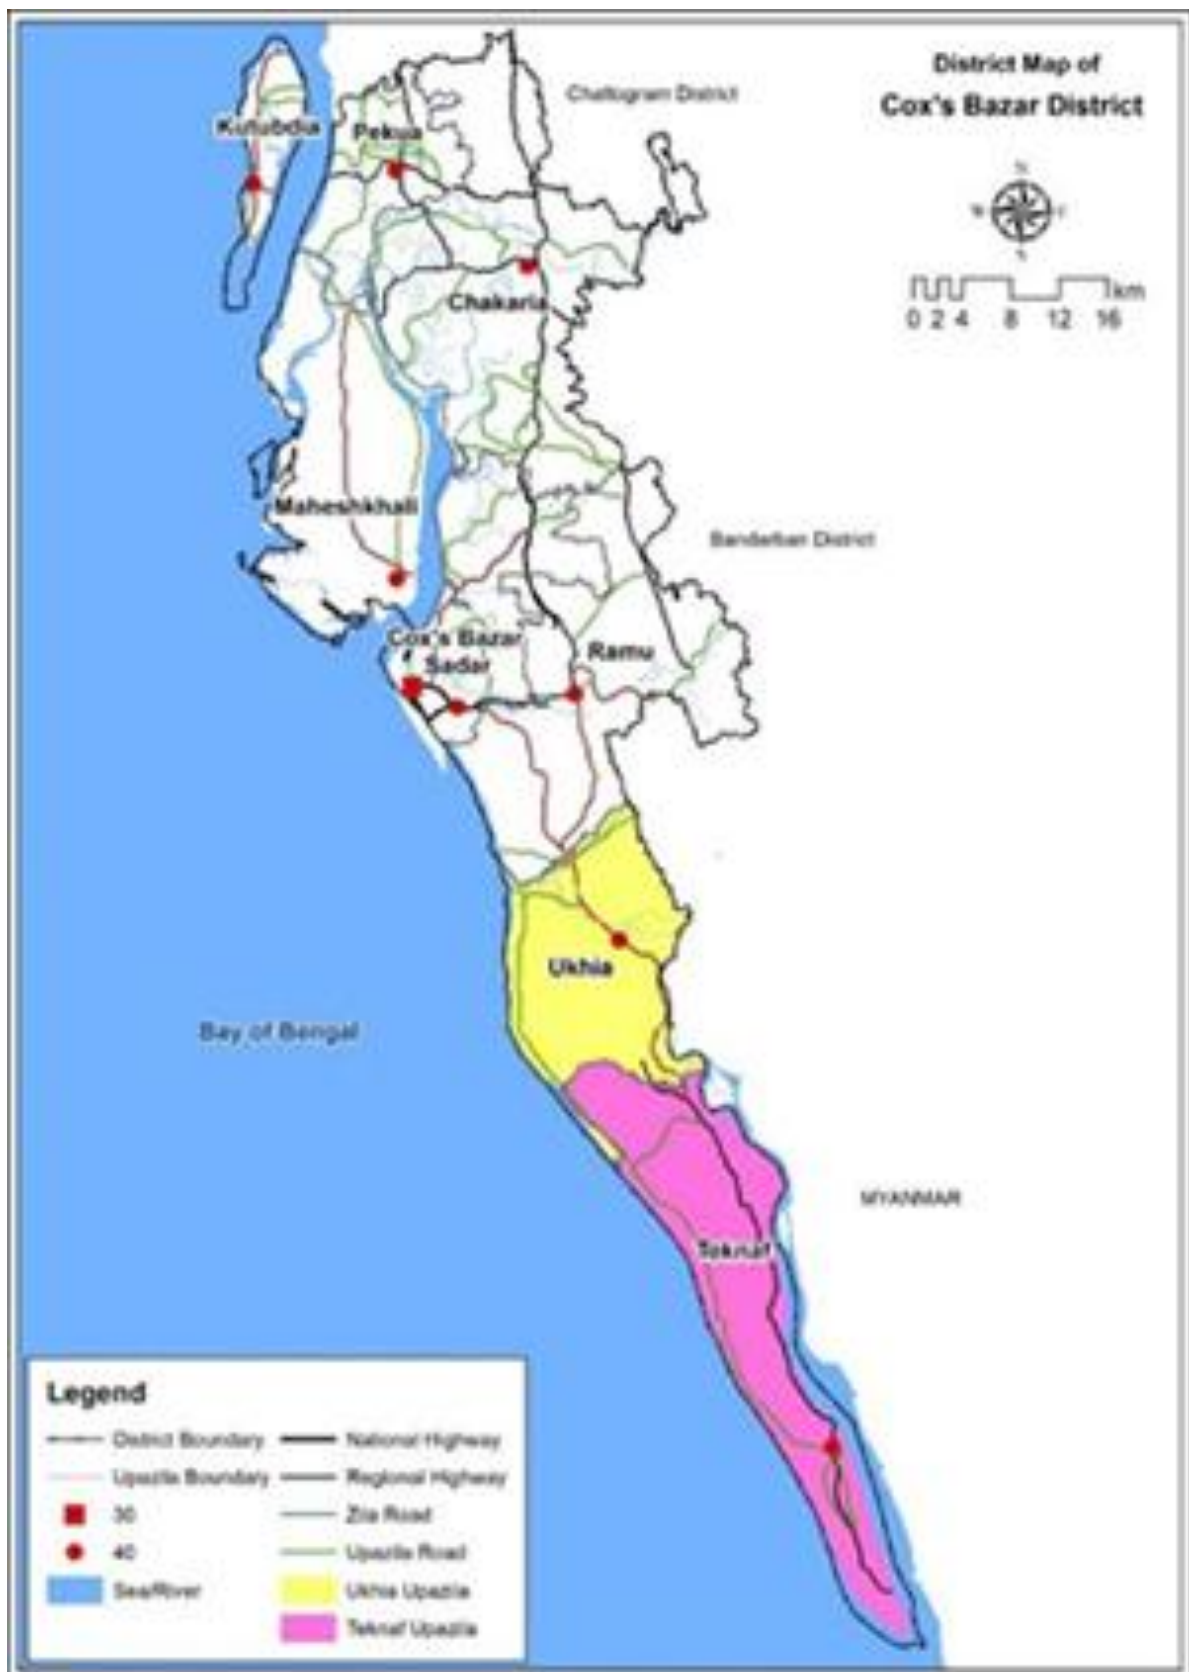 District Map of
Cox's Bazar District
Chattogram District
Kutubdia
Pekua
N
W
E
S
km
0 2 4 8 12 16
Chakaria
Maheshkhali
Bandarban District
Cox's Bazar
Sadar
Ramu
Ukhia
Bay of Bengal
MYANMAR
Teknaf
Legend
District Boundary
National Highway
Upazila Boundary
Regional Highway
30
Zila Road
40
Upazila Road
Sea/River
Ukhia Upazila
Teknaf Upazila